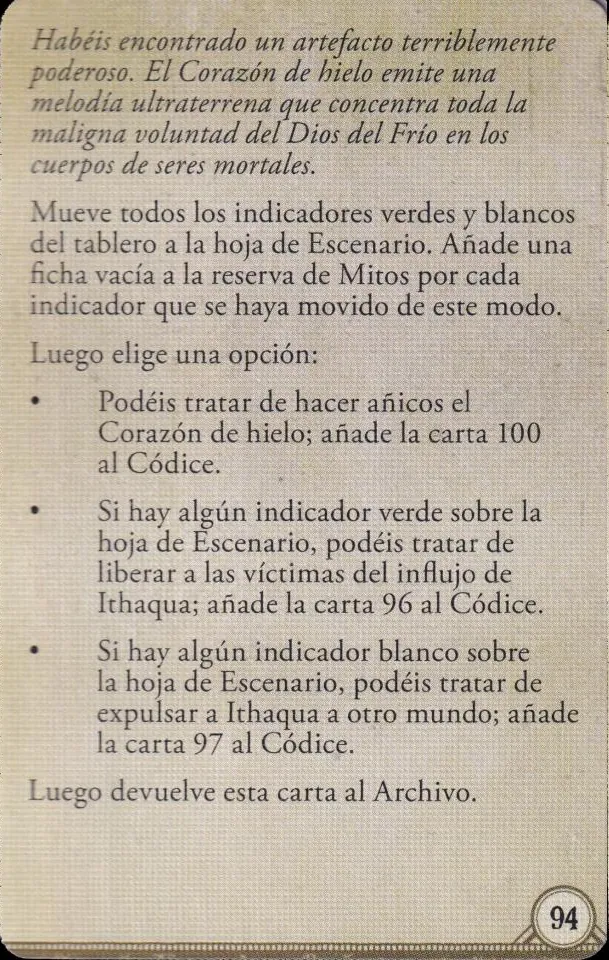 Habéis encontrado un artefacto terriblemente
poderoso. El Corazón de hielo emite una
melodía ultraterrena que concentra toda la
maligna voluntad del Dios del Frío en los
cuerpos de seres mortales.
Mueve todos los indicadores verdes y blancos
del tablero a la hoja de Escenario. Añade una
ficha vacía a la reserva de Mitos por cada
indicador que se haya movido de este modo.
Luego elige una opción:
• Podéis tratar de hacer añicos el
Corazón de hielo; añade la carta 100
al Códice.
• Si hay algún indicador verde sobre la
hoja de Escenario, podéis tratar de
liberar a las víctimas del influjo de
Ithaqua; añade la carta 96 al Códice.
• Si hay algún indicador blanco sobre
la hoja de Escenario, podéis tratar de
expulsar a Ithaqua a otro mundo; añade
la carta 97 al Códice.
Luego devuelve esta carta al Archivo.
94